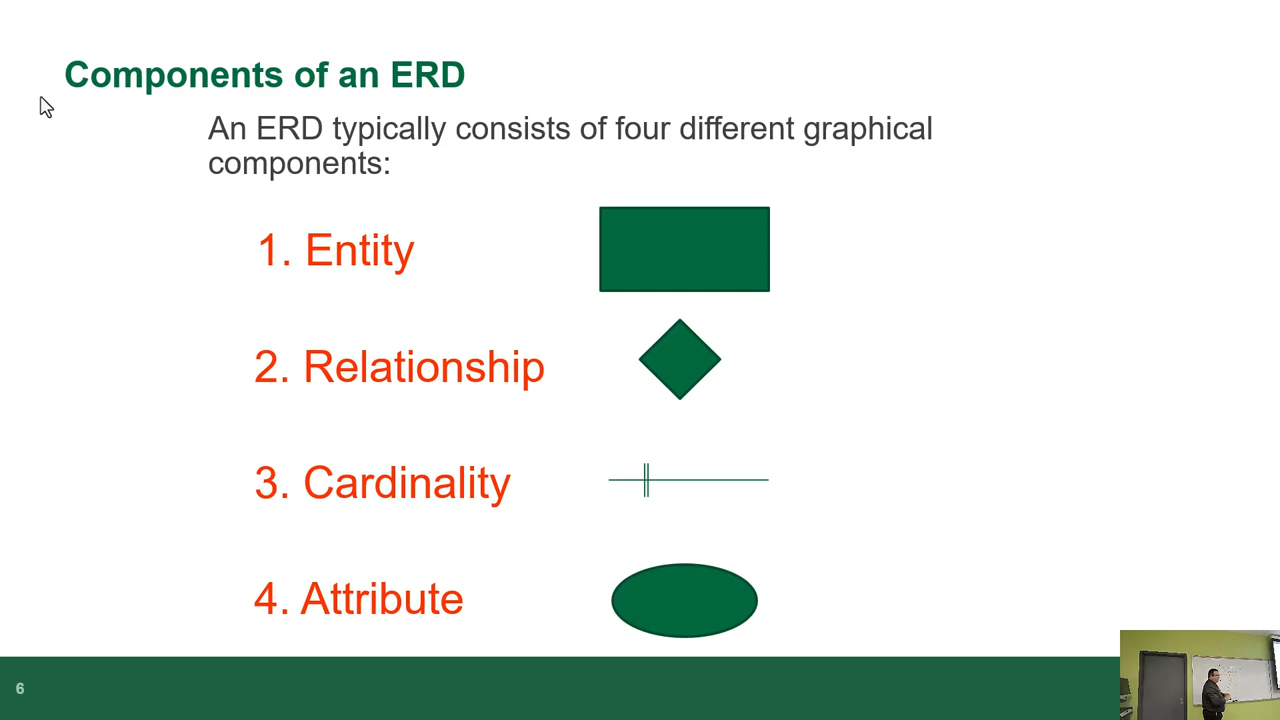 Components of an ERD
An ERD typically consists of four different graphical
components:
1. Entity
2. Relationship
3. Cardinality
4. Attribute
6